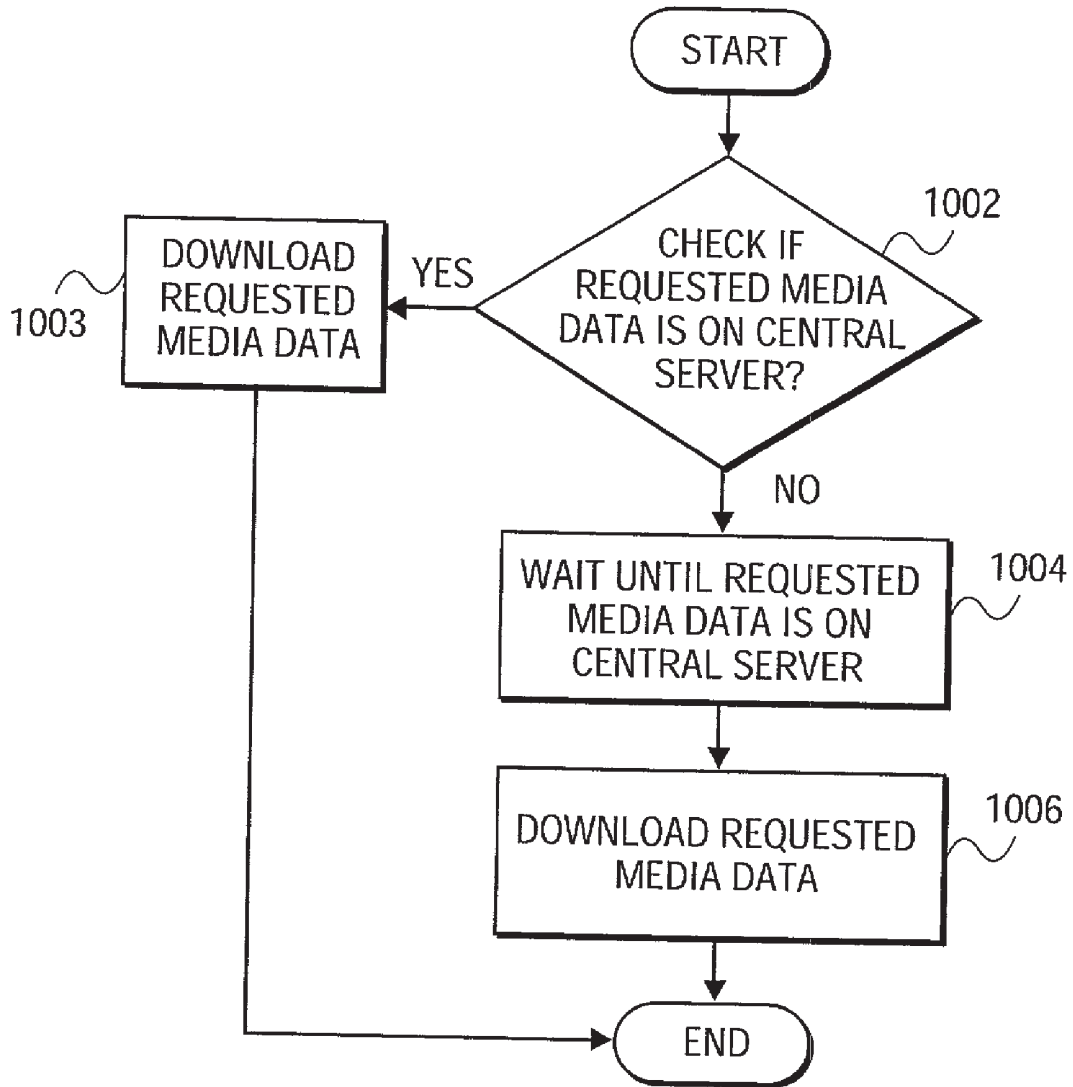 START
1002
CHECK IF
REQUESTED MEDIA
DATA IS ON CENTRAL
SERVER?
YES
DOWNLOAD
REQUESTED
MEDIA DATA
1003
NO
WAIT UNTIL REQUESTED
MEDIA DATA IS ON
CENTRAL SERVER
1004
DOWNLOAD REQUESTED
MEDIA DATA
1006
END